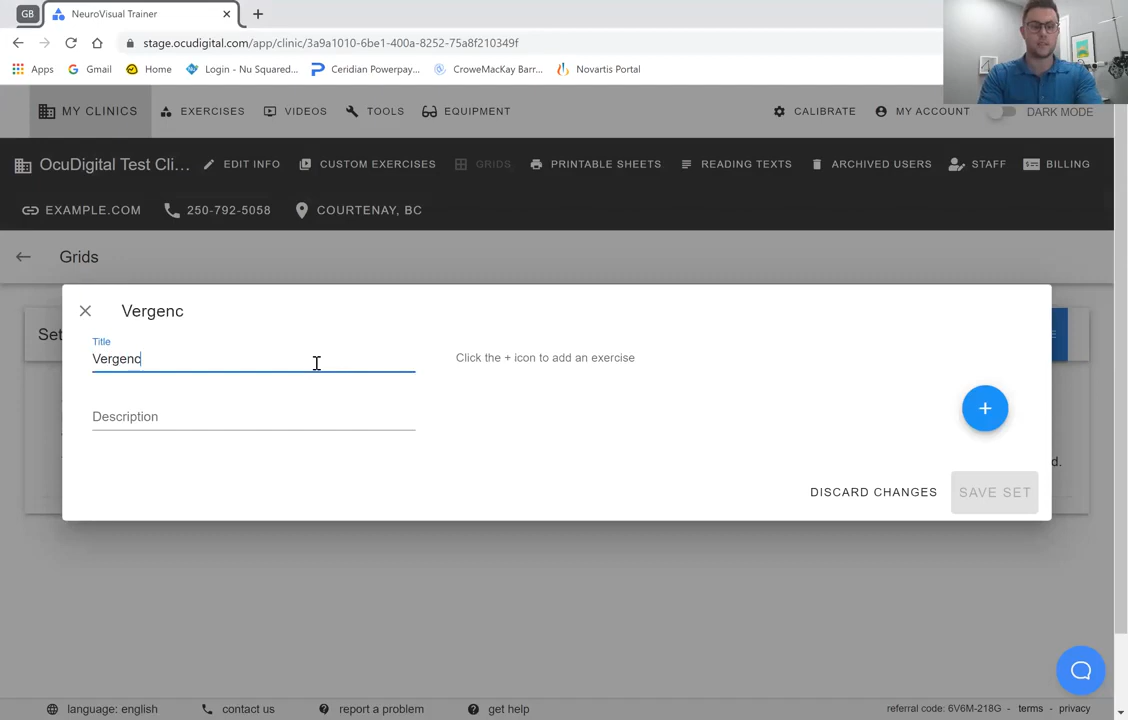 GB
NeuroVisual Trainer
stage.ocudigital.com/app/clinic/3a9a1010-6be1-400a-8252-75a8f210349f
Apps
Gmail
Home
Login - Nu Squared...
Ceridian Powerpay...
CroweMacKay Barr...
Novartis Portal
MY CLINICS
EXERCISES
VIDEOS
TOOLS
EQUIPMENT
CALIBRATE
MY ACCOUNT
DARK MODE
OcuDigital Test Cli...
EDIT INFO
CUSTOM EXERCISES
GRIDS
PRINTABLE SHEETS
READING TEXTS
ARCHIVED USERS
STAFF
BILLING
EXAMPLE.COM
250-792-5058
COURTENAY, BC
Grids
Vergenc
Set
Title
Vergenc
Click the + icon to add an exercise
Description
d.
DISCARD CHANGES
SAVE SET
language: english
contact us
report a problem
get help
referral code: 6V6M-218G - terms - privacy